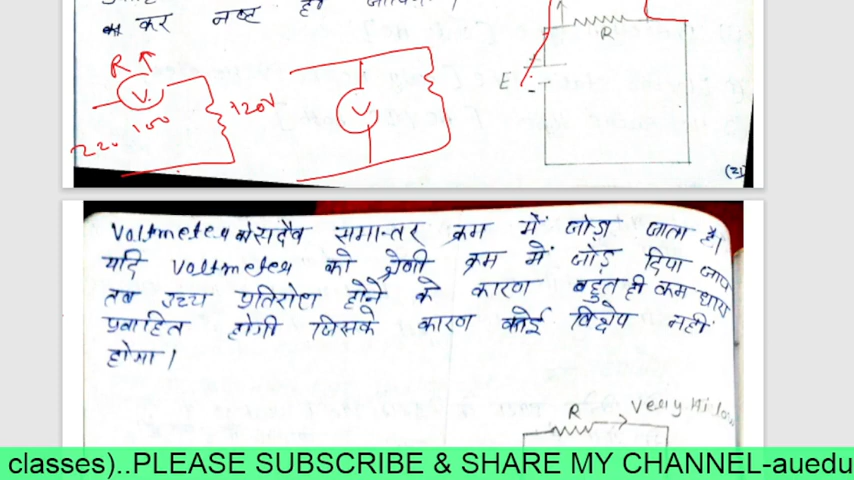 कर नष्ट हो
R
R
V
120V
100
220
V
E
(21)
Voltmeter को सदैव समान्तर क्रम में जोड़ा जाता है।
यदि Voltmeter को श्रेणी क्रम में जोड़ दिया जाय
तब उच्च प्रतिरोध होने के कारण बहुत ही कम धारा
प्रवाहित होगी जिसके कारण कोई विक्षेप नहीं
होगा।
R
Very
classes)..PLEASE SUBSCRIBE & SHARE MY CHANNEL-auedu